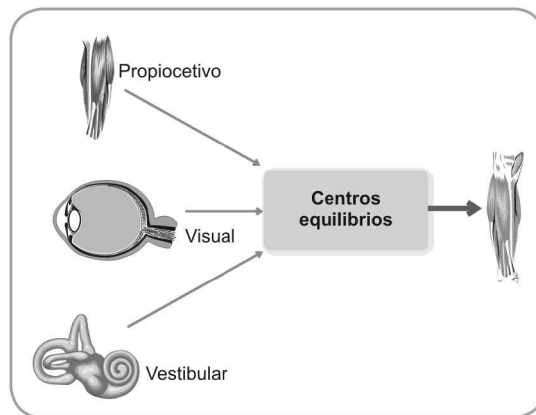 Propiocetivo
Visual
Vestibular
Centros
equilibrios